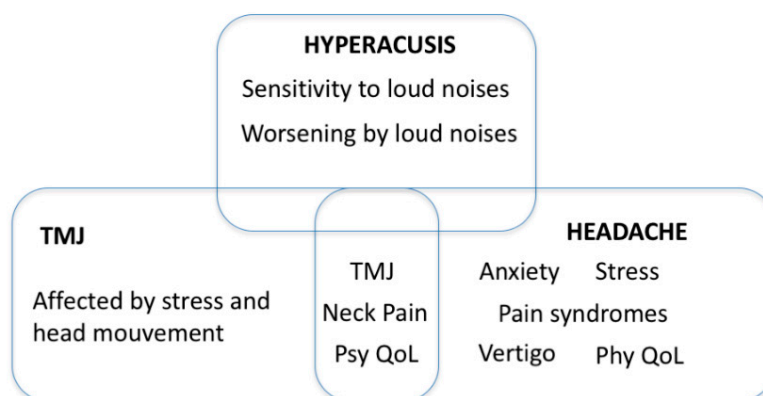 HYPERACUSIS
Sensitivity to loud noises
Worsening by loud noises
TMJ
Affected by stress and
head mouvement
TMJ
Neck Pain
Psy QoL
HEADACHE
Anxiety Stress
Pain syndromes
Vertigo Phy QoL